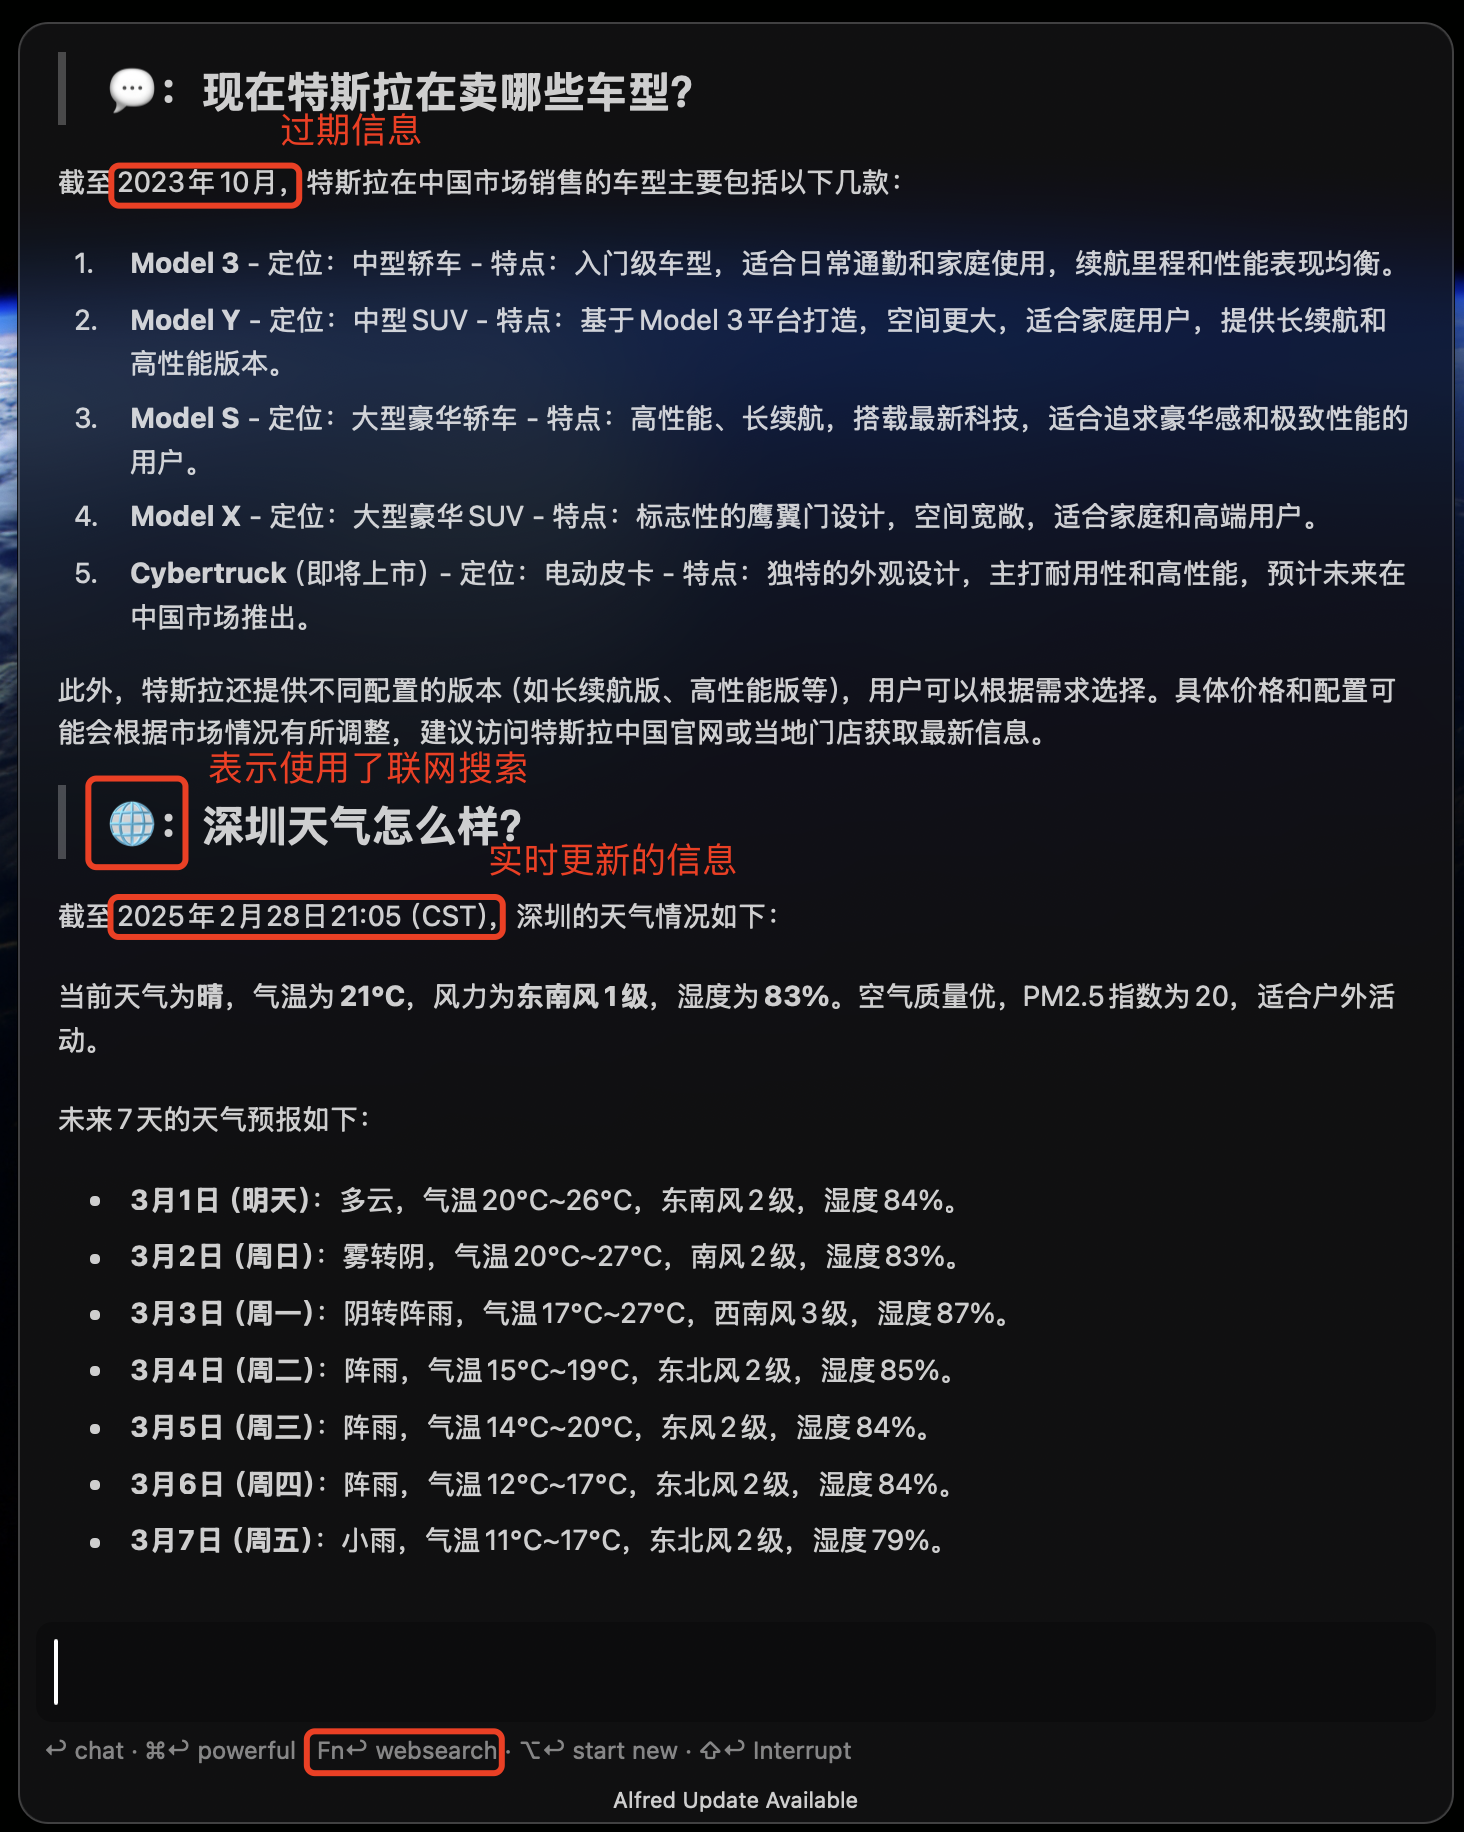 💬： 现在特斯拉在卖哪些车型?
过期信息
截至2023年10月，特斯拉在中国市场销售的车型主要包括以下几款：
1. Model 3 - 定位：中型轿车 - 特点：入门级车型，适合日常通勤和家庭使用，续航里程和性能表现均衡。
2. Model Y - 定位：中型SUV - 特点：基于Model 3平台打造，空间更大，适合家庭用户，提供长续航和
高性能版本。
3. Model S - 定位：大型豪华轿车 - 特点：高性能、长续航，搭载最新科技，适合追求豪华感和极致性能的
用户。
4. Model X - 定位：大型豪华SUV - 特点：标志性的鹰翼门设计，空间宽敞，适合家庭和高端用户。
5. Cybertruck（即将上市）- 定位：电动皮卡 - 特点：独特的外观设计，主打耐用性和高性能，预计未来在
中国市场推出。
此外，特斯拉还提供不同配置的版本（如长续航版、高性能版等），用户可以根据需求选择。具体价格和配置可
能会根据市场情况有所调整，建议访问特斯拉中国官网或当地门店获取最新信息。
表示使用了联网搜索
🌐： 深圳天气怎么样?
实时更新的信息
截至2025年2月28日21:05（CST），深圳的天气情况如下：
当前天气为晴，气温为21°C，风力为东南风1级，湿度为83%。空气质量优，PM2.5指数为20，适合户外活
动。
未来7天的天气预报如下：
• 3月1日（明天）：多云，气温20°C~26°C，东南风2级，湿度84%。
• 3月2日（周日）：雾转阴，气温20°C~27°C，南风2级，湿度83%。
• 3月3日（周一）：阴转阵雨，气温17°C~27°C，西南风3级，湿度87%。
• 3月4日（周二）：阵雨，气温15°C~19°C，东北风2级，湿度85%。
• 3月5日（周三）：阵雨，气温14°C~20°C，东风2级，湿度84%。
• 3月6日（周四）：阵雨，气温12°C~17°C，东北风2级，湿度84%。
• 3月7日（周五）：小雨，气温11°C~17°C，东北风2级，湿度79%。
↩ chat · ⌘↩ powerful · Fn↩ websearch · ⌥↩ start new · ⇧↩ Interrupt
Alfred Update Available